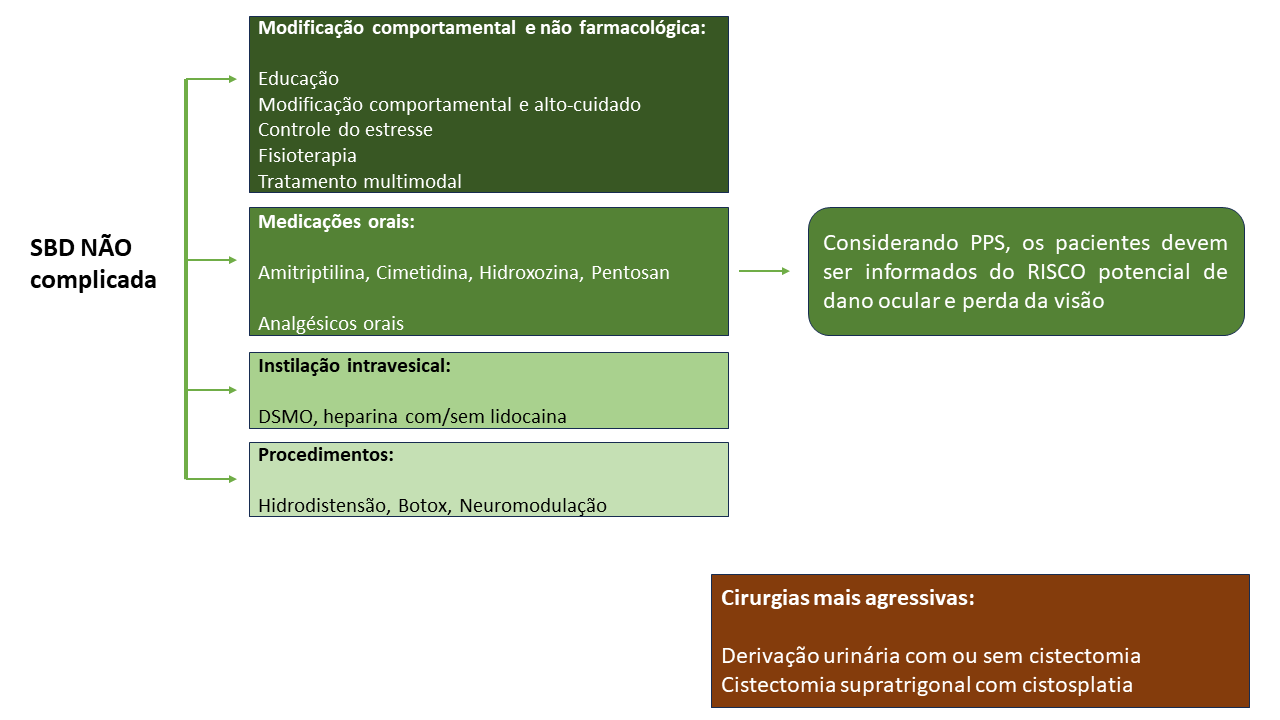 SBD NÃO
complicada
Modificação comportamental e não farmacológica:
Educação
Modificação comportamental e alto-cuidado
Controle do estresse
Fisioterapia
Tratamento multimodal
Medicações orais:
Amitriptilina, Cimetidina, Hidroxozina, Pentosan
Analgésicos orais
Considerando PPS, os pacientes devem
ser informados do RISCO potencial de
dano ocular e perda da visão
Instilação intravesical:
DSMO, heparina com/sem lidocaina
Procedimentos:
Hidrodistensão, Botox, Neuromodulação
Cirurgias mais agressivas:
Derivação urinária com ou sem cistectomia
Cistectomia supratrigonal com cistosplatia